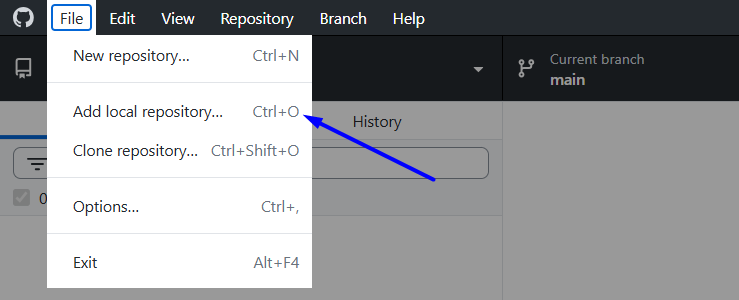 File Edit View Repository Branch Help
New repository... Ctrl+N
Current branch
main
Add local repository... Ctrl+O
History
Clone repository... Ctrl+Shift+O
0
Options... Ctrl+,
Exit Alt+F4